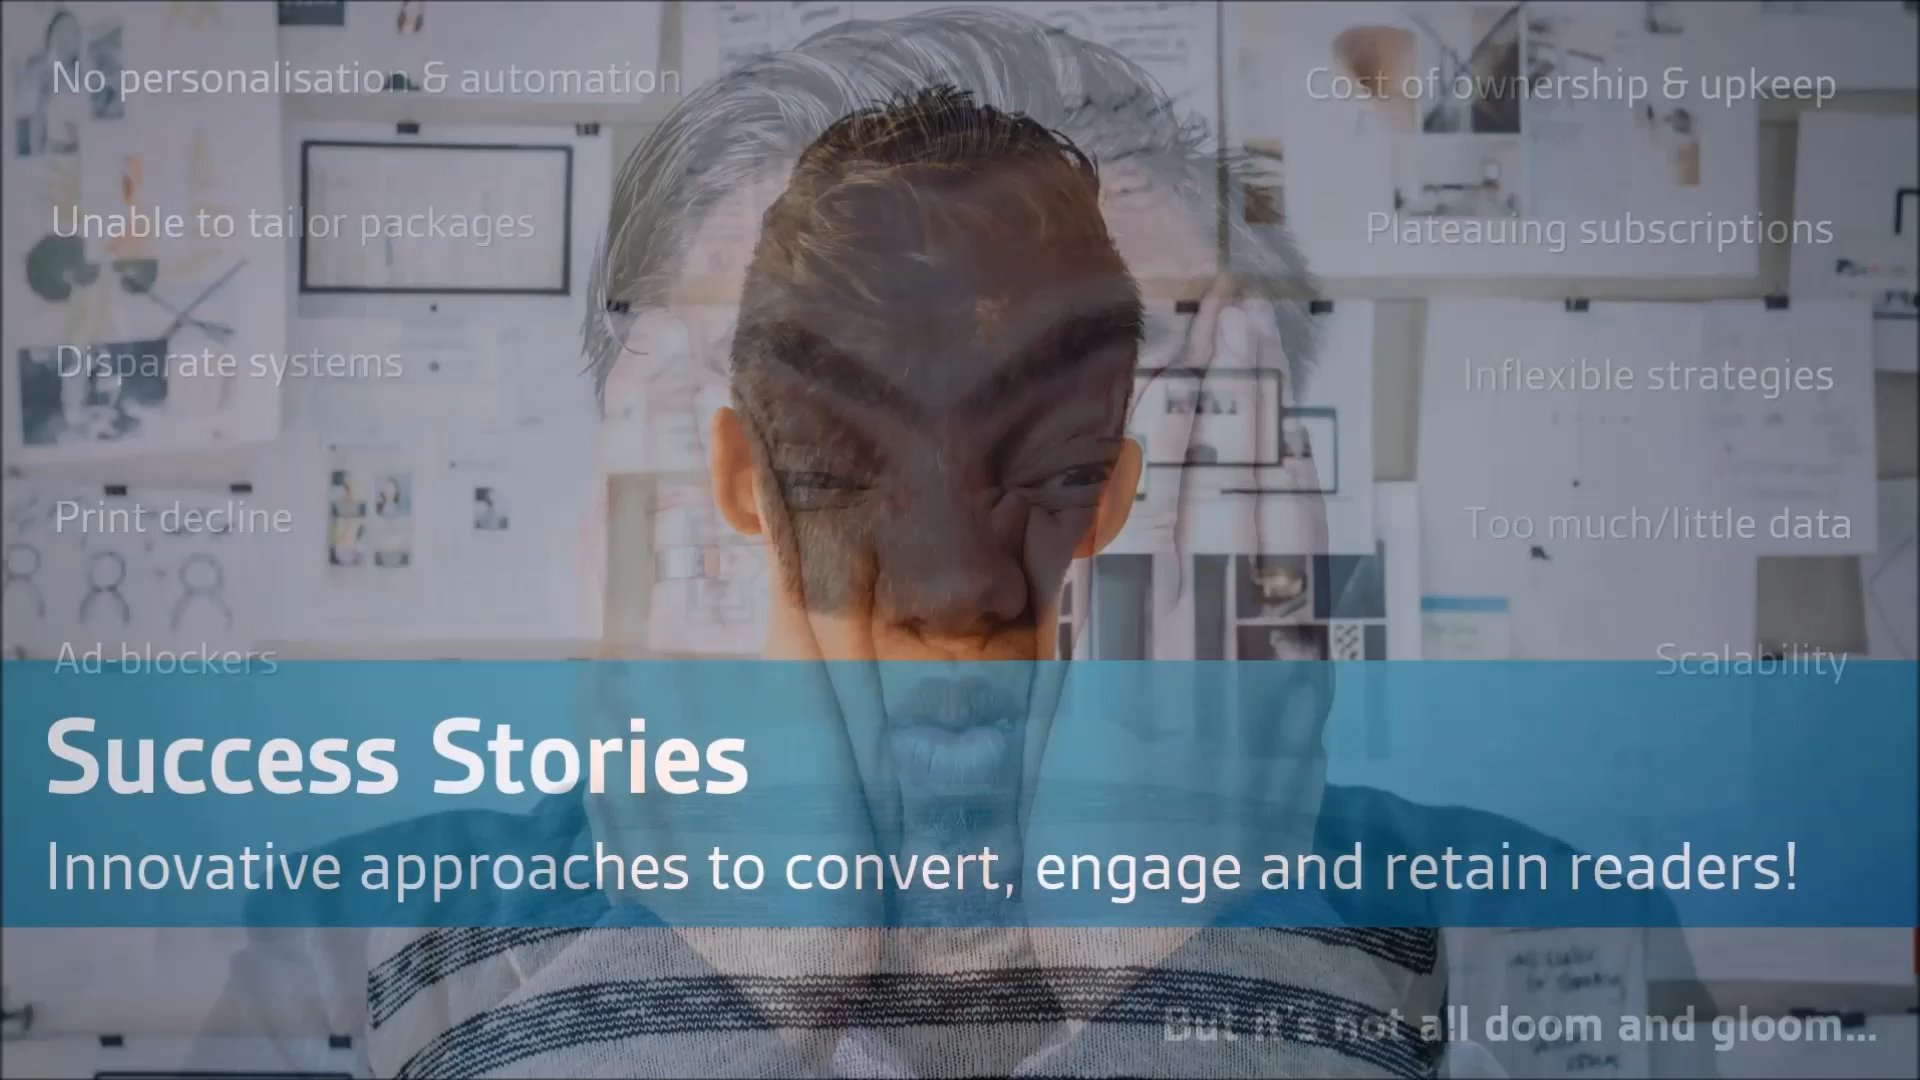 No personalisation & automation
Cost of ownership & upkeep
Unable to tailor packages
Plateauing subscriptions
Disparate systems
Inflexible strategies
Print decline
Too much/little data
Ad-blockers
Scalability
Success Stories
Innovative approaches to convert, engage and retain readers!
But it's not all doom and gloom...